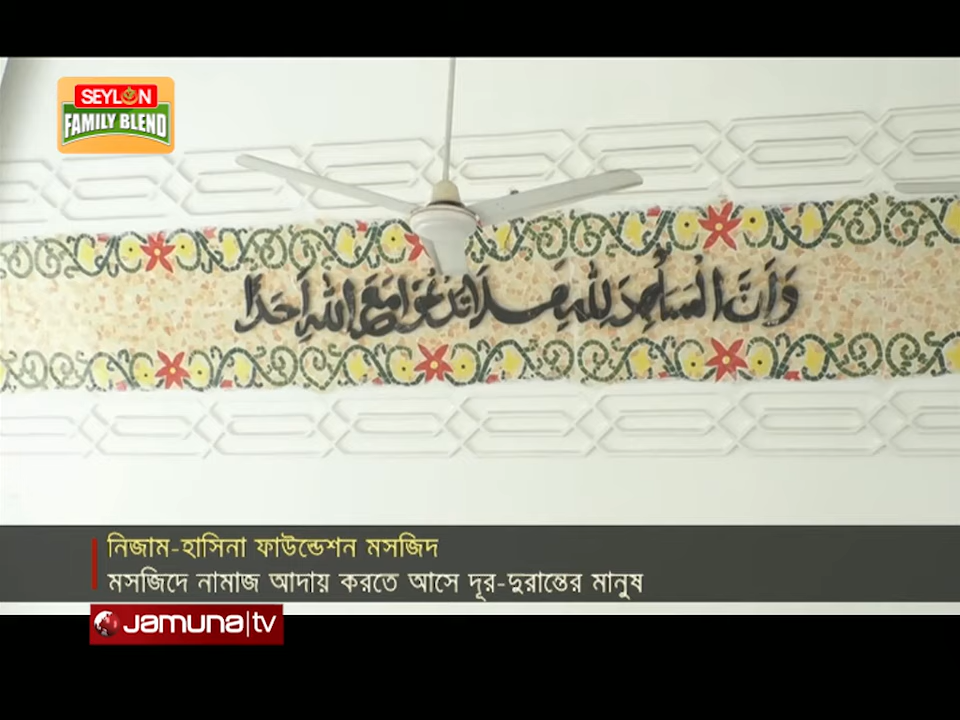 SEYLON
FAMILY BLEND
وَأَنَّ الْمَسَاجِدَ لِلَّهِ فَلَا تَدْعُوا مَعَ اللَّهِ أَحَدًا
নিজাম-হাসিনা ফাউন্ডেশন মসজিদ
মসজিদে নামাজ আদায় করতে আসে দূর-দুরান্তের মানুষ
JAMUNA|TV